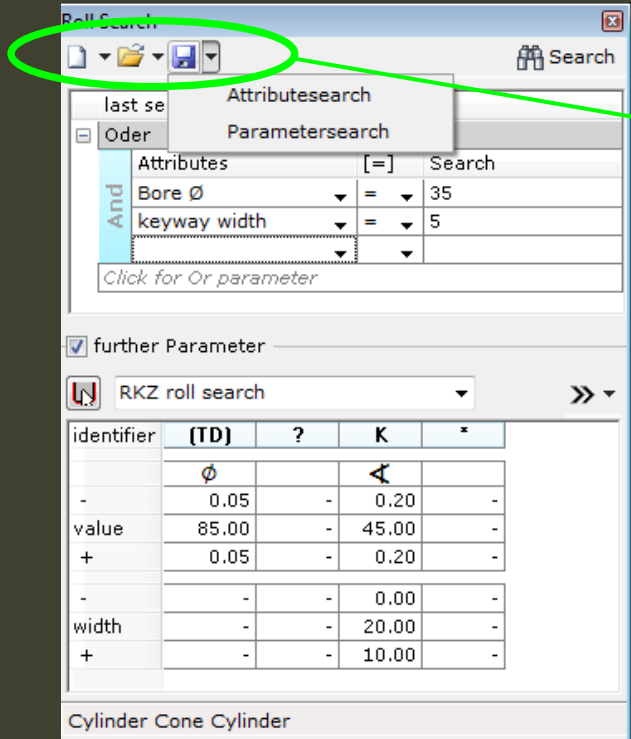 Roll Search
Search
Attributesearch
Parametersearch
last se
Oder
Attributes [=] Search
And
Bore Ø = 35
keyway width = 5
Click for Or parameter
further Parameter
RKZ roll search
identifier (TD) ? K *
Ø ∢
- 0.05 - 0.20 -
value 85.00 - 45.00 -
+ 0.05 - 0.20 -
- - - 0.00 -
width - - 20.00 -
+ - - 10.00 -
Cylinder Cone Cylinder